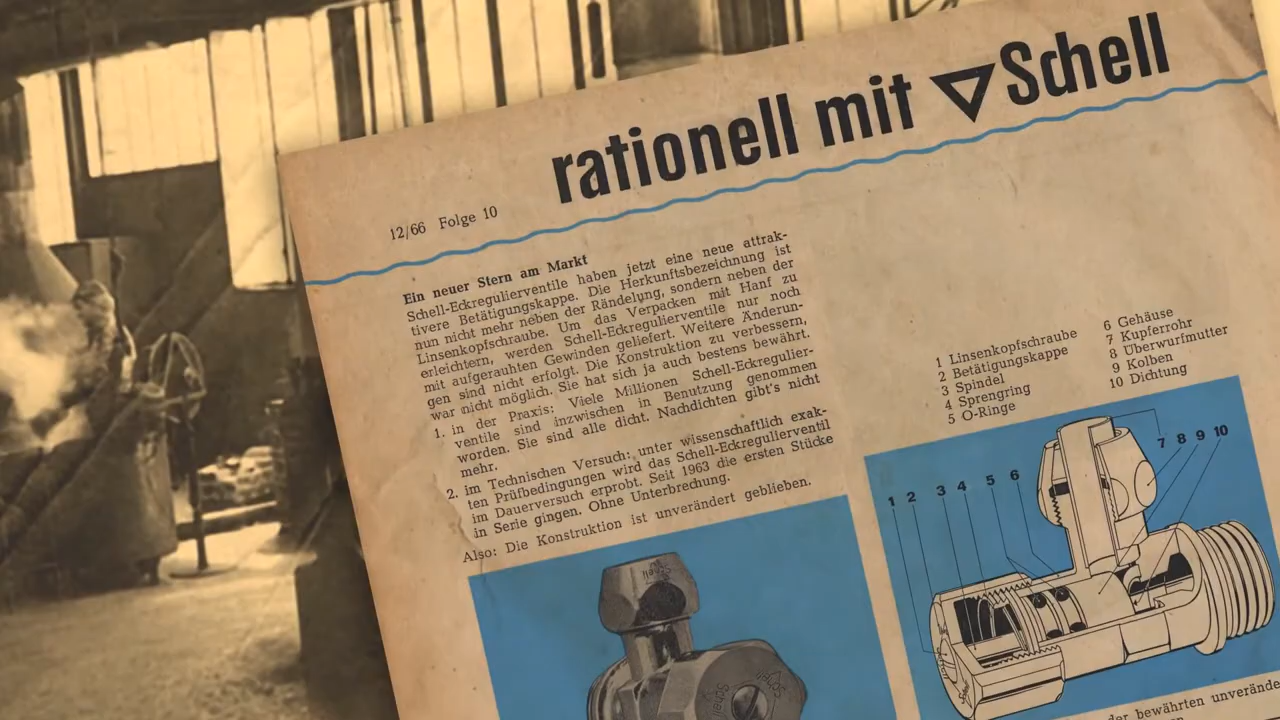 rationell mit Schell
12/66 Folge 10
Ein neuer Stern am Markt
Schell-Eckregulierventile haben jetzt eine neue attrak-
tivere Betätigungskappe. Die Herkunftsbezeichnung ist
nun nicht mehr neben der Rändelung, sondern neben der
Linsenkopfschraube. Um das Verpacken mit Hanf zu
erleichtern, werden Schell-Eckregulierventile nur noch
mit aufgerauhten Gewinden geliefert. Weitere Änderun-
gen sind nicht erfolgt. Die Konstruktion zu verbessern,
war nicht möglich. Sie hat sich ja auch bestens bewährt.
1. in der Praxis: Viele Millionen Schell-Eckregulier-
ventile sind inzwischen in Benutzung genommen
worden. Sie sind alle dicht. Nachdichten gibt's nicht
mehr.
2. im Technischen Versuch: unter wissenschaftlich exak-
ten Prüfbedingungen wird das Schell-Eckregulierventil
im Dauerversuch erprobt. Seit 1963 die ersten Stücke
in Serie gingen. Ohne Unterbrechung.
Also: Die Konstruktion ist unverändert geblieben.
1 Linsenkopfschraube
2 Betätigungskappe
3 Spindel
4 Sprengring
5 O-Ringe
6 Gehäuse
7 Kupferrohr
8 Überwurfmutter
9 Kolben
10 Dichtung
1 2 3 4 5 6
7 8 9 10
Schell
Schell
Schell
der bewährten unverände